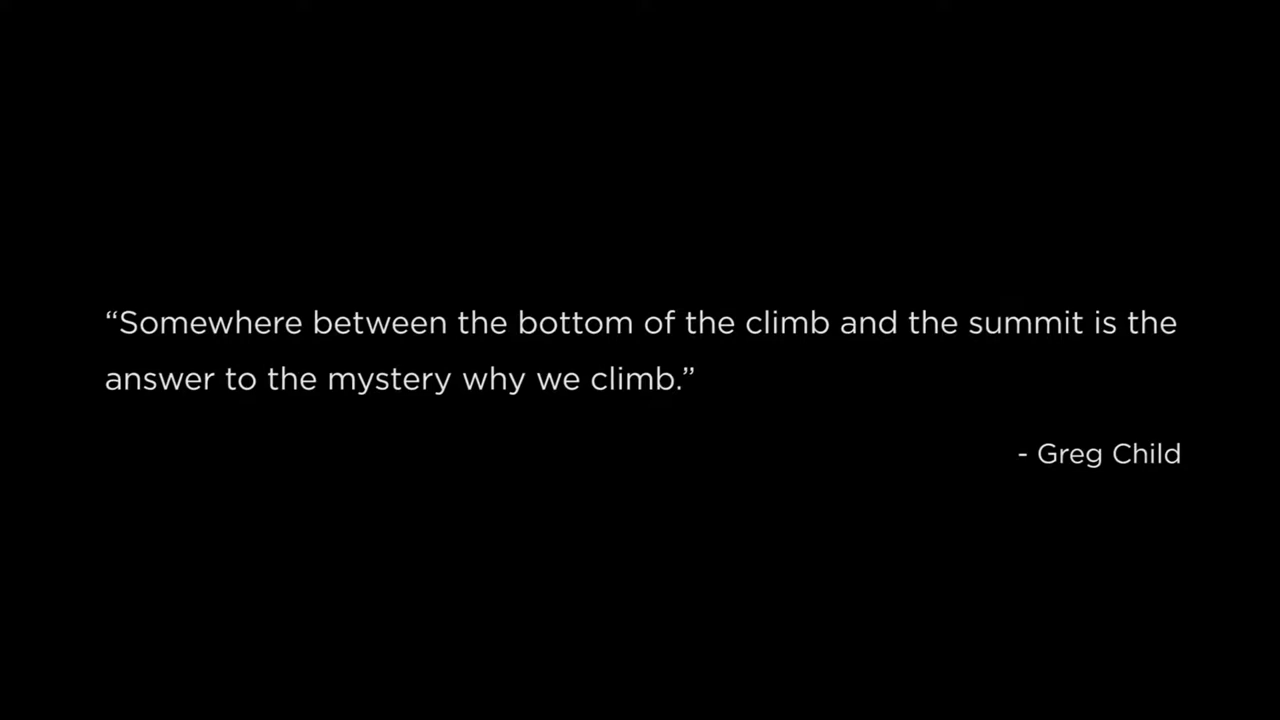 “Somewhere between the bottom of the climb and the summit is the
answer to the mystery why we climb.”
- Greg Child